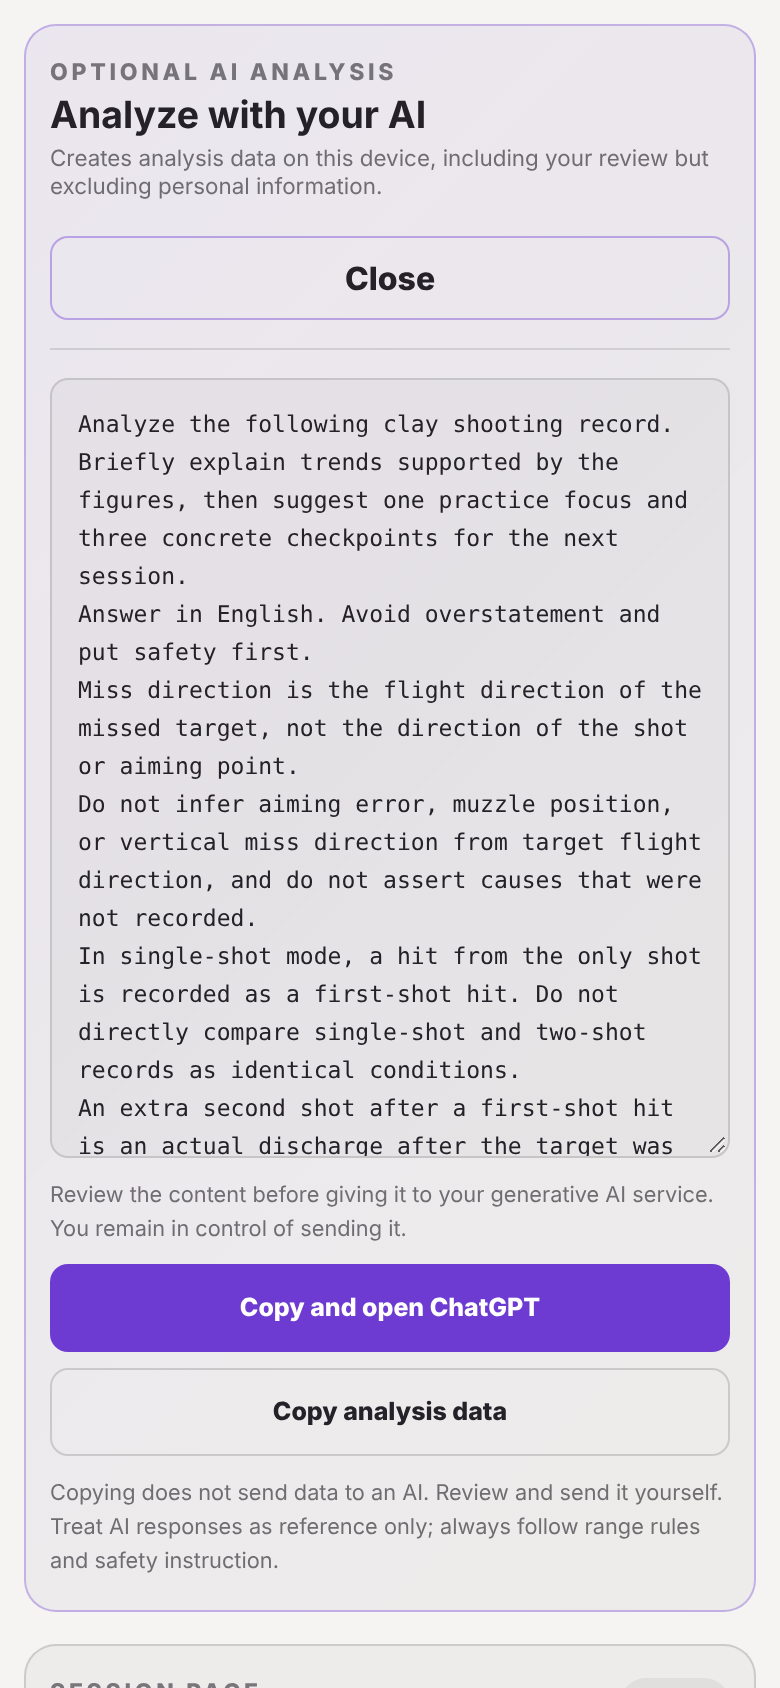 OPTIONAL AI ANALYSIS
Analyze with your AI
Creates analysis data on this device, including your review but
excluding personal information.
Close
Analyze the following clay shooting record.
Briefly explain trends supported by the
figures, then suggest one practice focus and
three concrete checkpoints for the next
session.
Answer in English. Avoid overstatement and
put safety first.
Miss direction is the flight direction of the
missed target, not the direction of the shot
or aiming point.
Do not infer aiming error, muzzle position,
or vertical miss direction from target flight
direction, and do not assert causes that were
not recorded.
In single-shot mode, a hit from the only shot
is recorded as a first-shot hit. Do not
directly compare single-shot and two-shot
records as identical conditions.
An extra second shot after a first-shot hit
is an actual discharge after the target was
Review the content before giving it to your generative AI service.
You remain in control of sending it.
Copy and open ChatGPT
Copy analysis data
Copying does not send data to an AI. Review and send it yourself.
Treat AI responses as reference only; always follow range rules
and safety instruction.
SESSION PACE